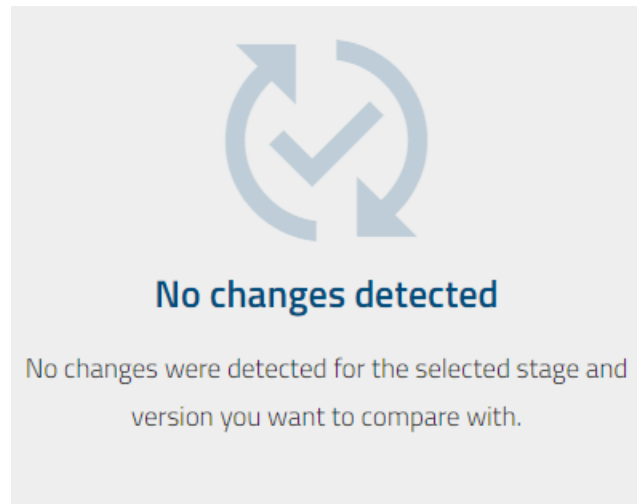 No changes detected
No changes were detected for the selected stage and
version you want to compare with.